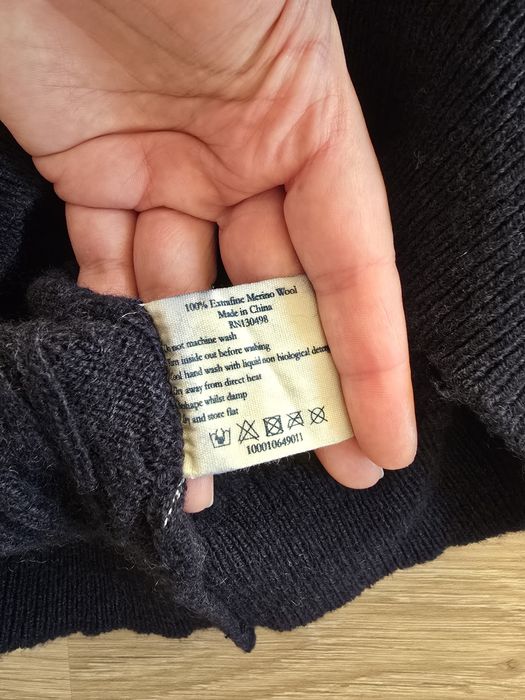 100% Extrafine Merino Wool
Made in China
RN130498
not machine wash
inside out before washing
hand wash with liquid non biological
away from direct heat
whilst damp
and store flat
100010649011